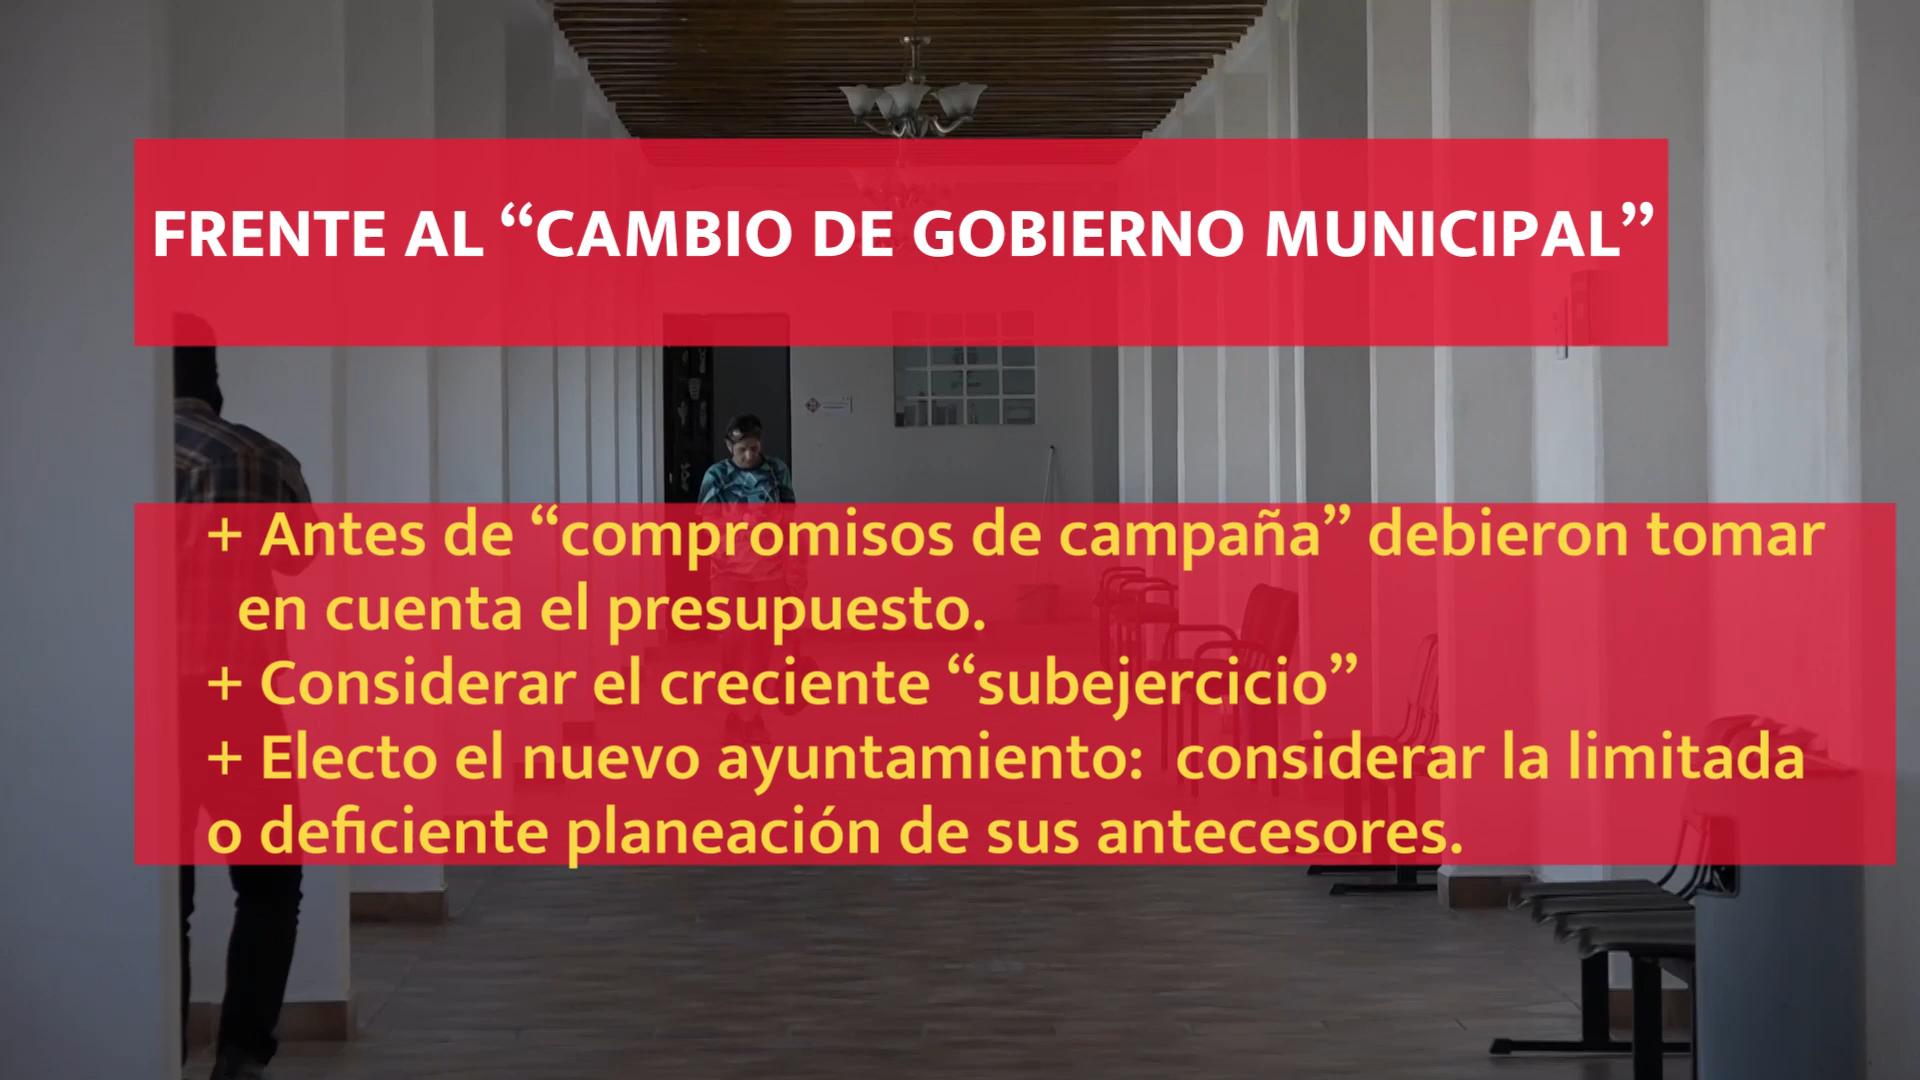 FRENTE AL “CAMBIO DE GOBIERNO MUNICIPAL”
+ Antes de “compromisos de campaña” debieron tomar
en cuenta el presupuesto.
+ Considerar el creciente “subejercicio”
+ Electo el nuevo ayuntamiento:  considerar la limitada
o deficiente planeación de sus antecesores.